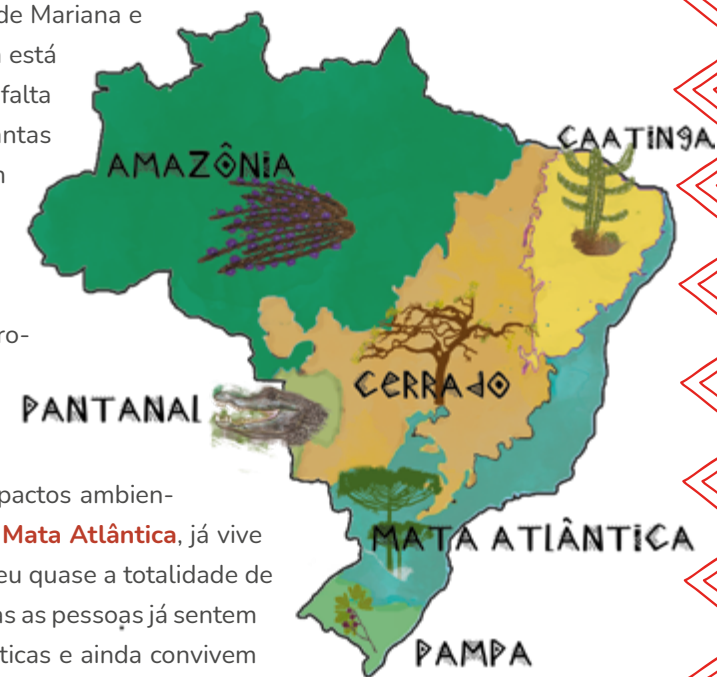 de Mariana e
está
falta
AMAZÔNIA
CAATINGA
CERRADO
PANTANAL
pactos ambien-
Mata Atlântica, já vive
eu quase a totalidade de
MATA ATLÂNTICA
as pessoas já sentem
ticas e ainda convivem
PAMPA